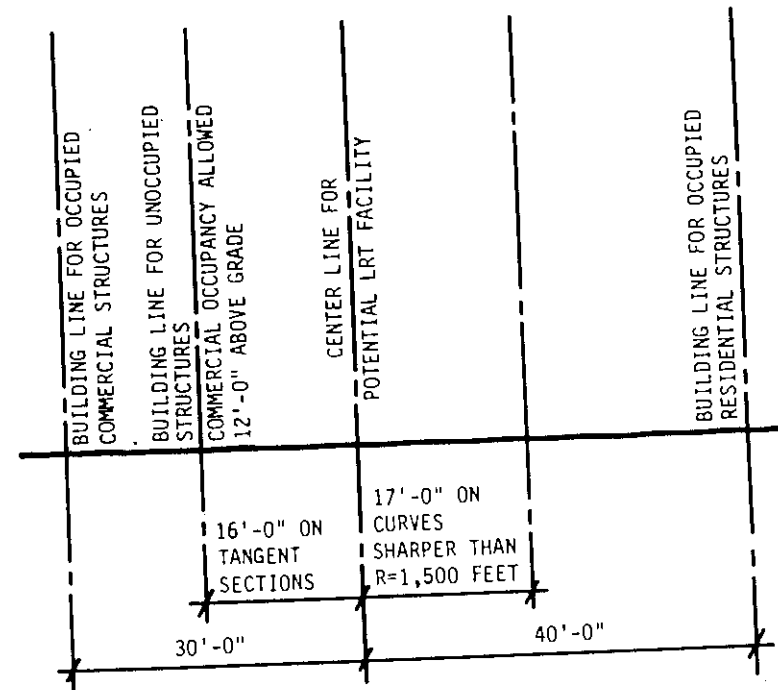 BUILDING LINE FOR OCCUPIED
COMMERCIAL STRUCTURES
BUILDING LINE FOR UNOCCUPIED
STRUCTURES
COMMERCIAL OCCUPANCY ALLOWED
12'-0" ABOVE GRADE
CENTER LINE FOR
POTENTIAL LRT FACILITY
BUILDING LINE FOR OCCUPIED
RESIDENTIAL STRUCTURES
16'-0" ON
TANGENT
SECTIONS
17'-0" ON
CURVES
SHARPER THAN
R=1,500 FEET
30'-0"
40'-0"